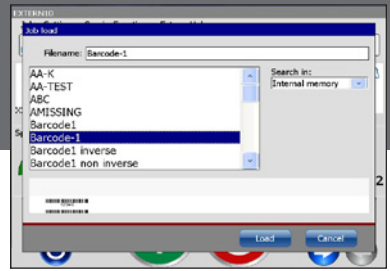 EXTERNIO
Job load
Filename: Barcode-1
AA-K
AA-TEST
ABC
AMISSING
Barcode1
Barcode-1
Barcode1 inverse
Barcode1 non inverse
Search in:
Internal memory
2
Load
Cancel